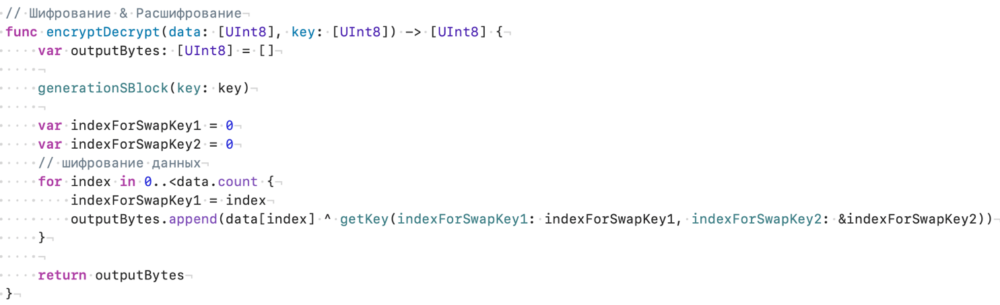 // Шифрование & Расшифрование
func encryptDecrypt(data: [UInt8], key: [UInt8]) -> [UInt8] {
    var outputBytes: [UInt8] = []
    generationSBlock(key: key)
    var indexForSwapKey1 = 0
    var indexForSwapKey2 = 0
    // шифрование данных
    for index in 0..<data.count {
        indexForSwapKey1 = index
        outputBytes.append(data[index] ^ getKey(indexForSwapKey1: indexForSwapKey1, indexForSwapKey2: &indexForSwapKey2))
    }
    return outputBytes
}